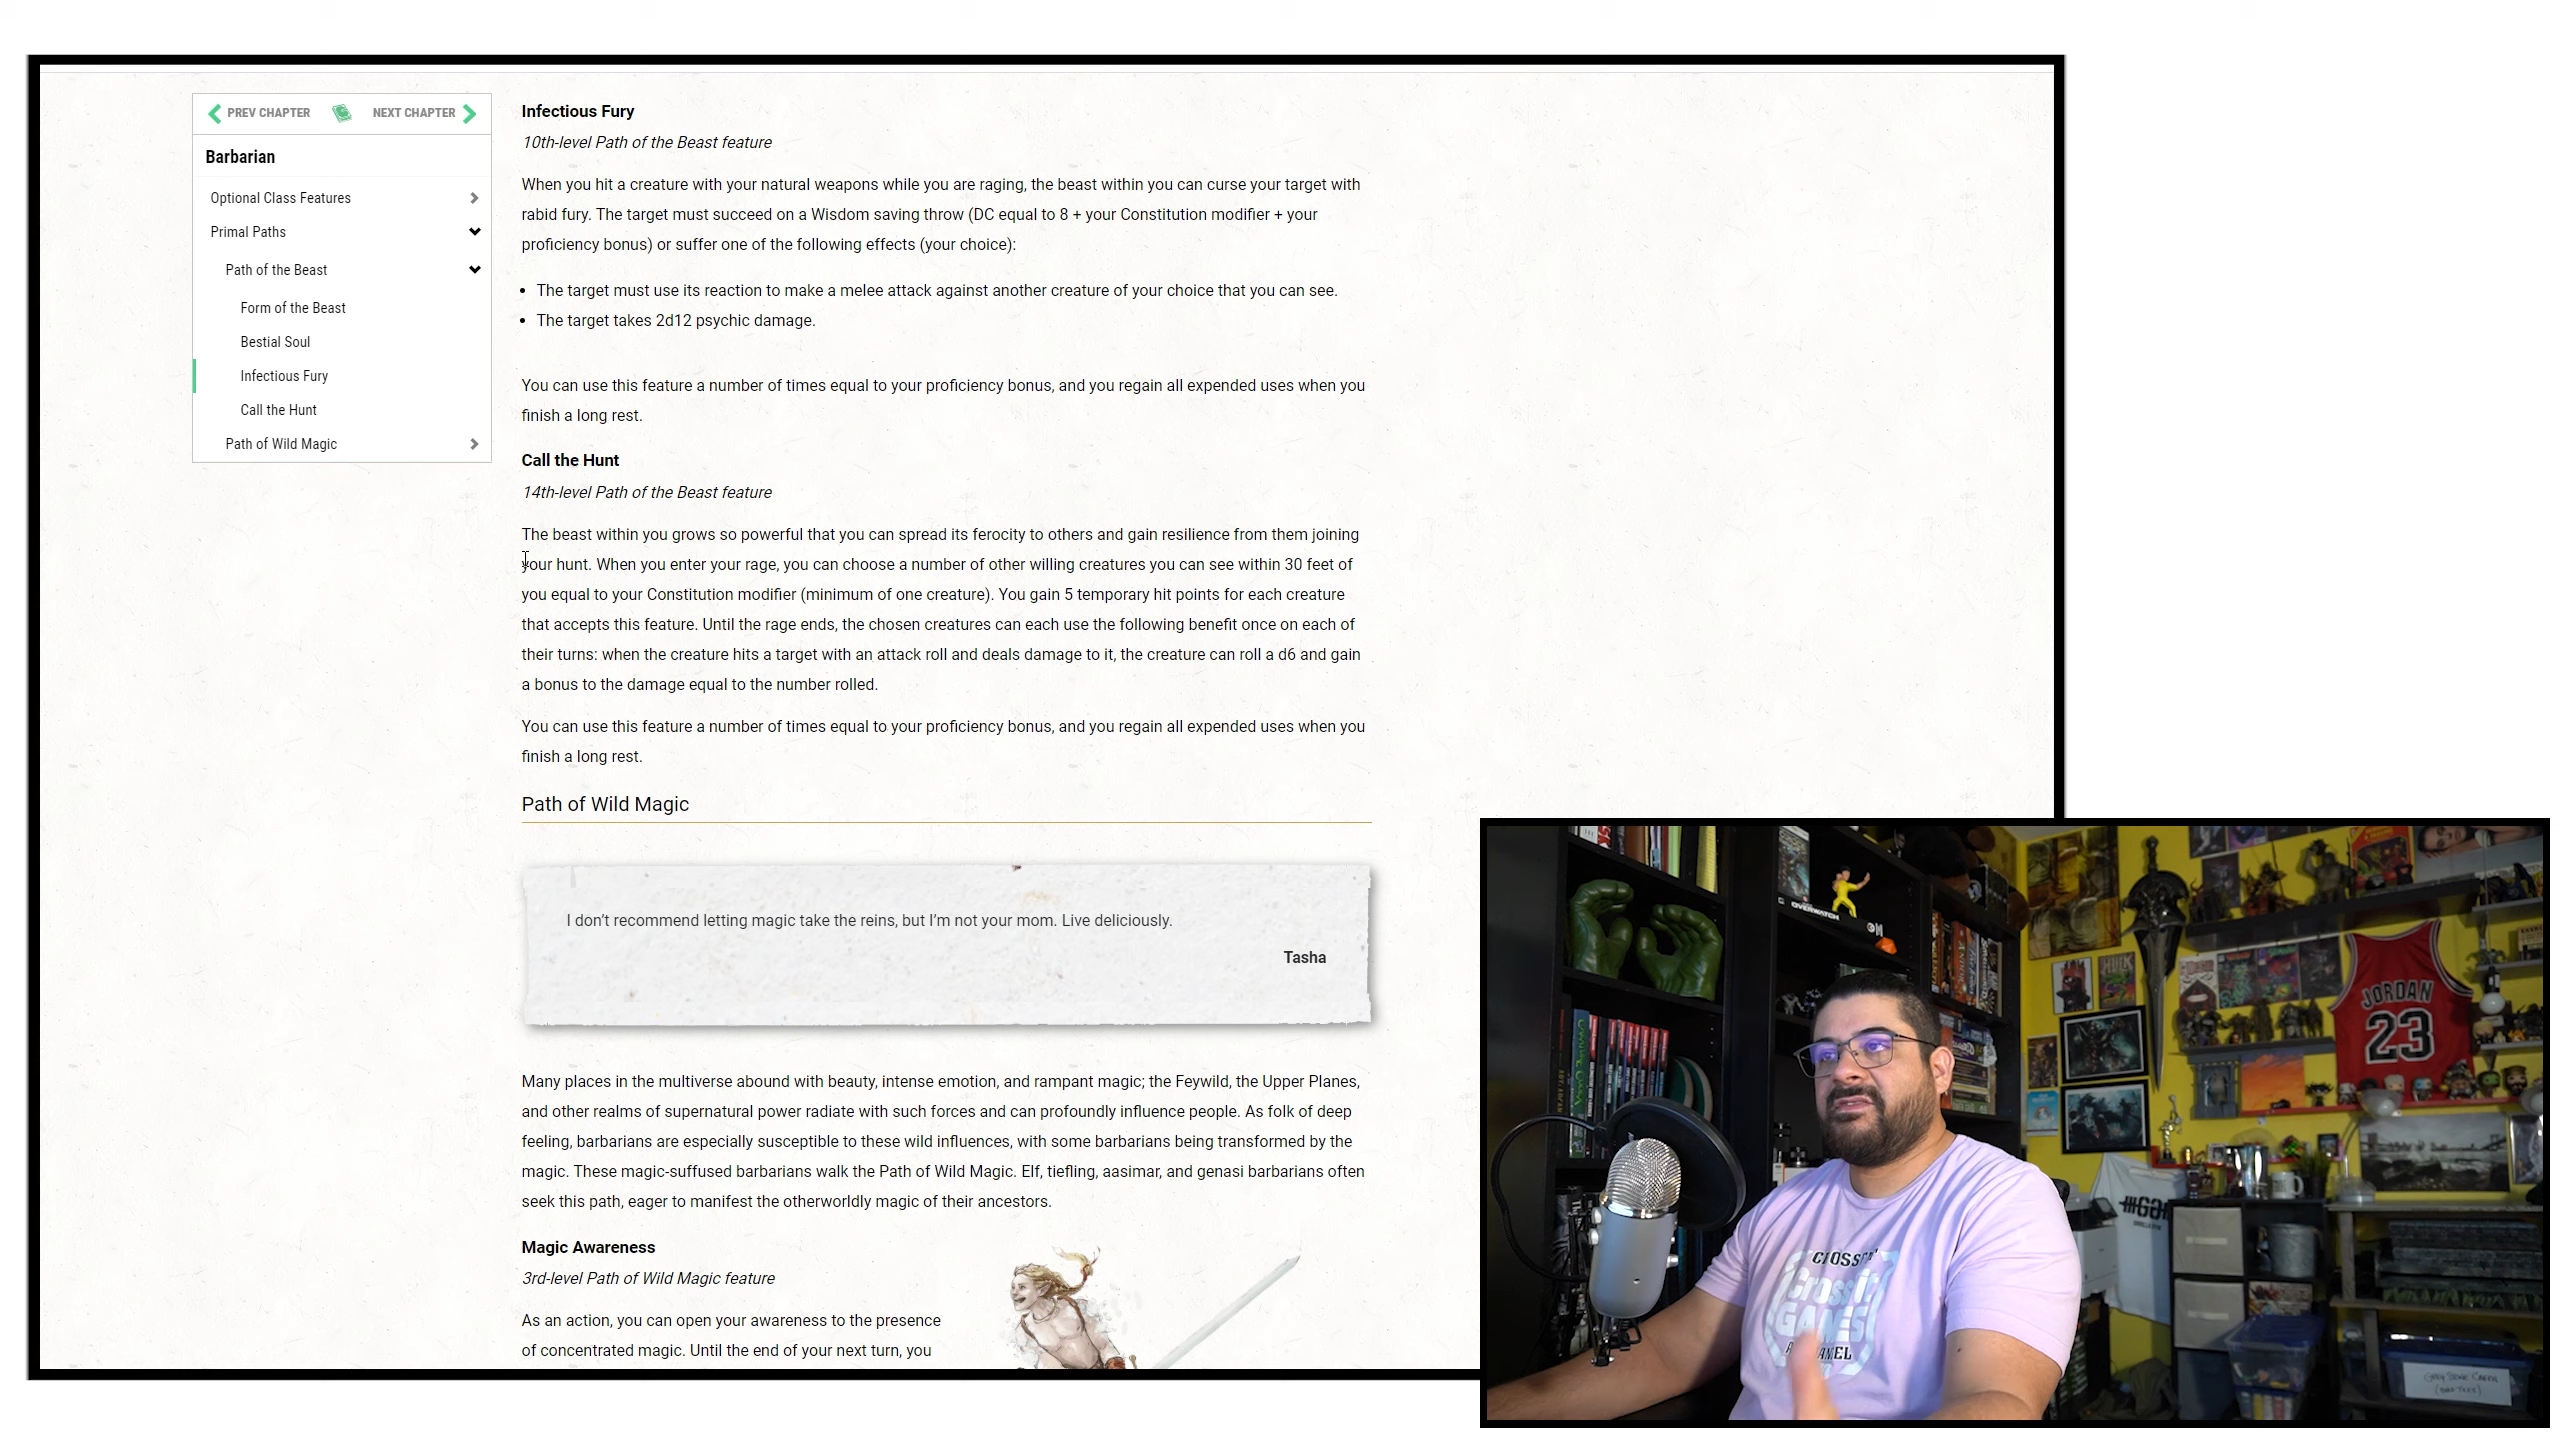 PREV CHAPTER
NEXT CHAPTER
Barbarian
Optional Class Features
Primal Paths
Path of the Beast
Form of the Beast
Bestial Soul
Infectious Fury
Call the Hunt
Path of Wild Magic
Infectious Fury
10th-level Path of the Beast feature
When you hit a creature with your natural weapons while you are raging, the beast within you can curse your target with
rabid fury. The target must succeed on a Wisdom saving throw (DC equal to 8 + your Constitution modifier + your
proficiency bonus) or suffer one of the following effects (your choice):
• The target must use its reaction to make a melee attack against another creature of your choice that you can see.
• The target takes 2d12 psychic damage.
You can use this feature a number of times equal to your proficiency bonus, and you regain all expended uses when you
finish a long rest.
Call the Hunt
14th-level Path of the Beast feature
The beast within you grows so powerful that you can spread its ferocity to others and gain resilience from them joining
your hunt. When you enter your rage, you can choose a number of other willing creatures you can see within 30 feet of
you equal to your Constitution modifier (minimum of one creature). You gain 5 temporary hit points for each creature
that accepts this feature. Until the rage ends, the chosen creatures can each use the following benefit once on each of
their turns: when the creature hits a target with an attack roll and deals damage to it, the creature can roll a d6 and gain
a bonus to the damage equal to the number rolled.
You can use this feature a number of times equal to your proficiency bonus, and you regain all expended uses when you
finish a long rest.
Path of Wild Magic
I don’t recommend letting magic take the reins, but I’m not your mom. Live deliciously.
Tasha
Many places in the multiverse abound with beauty, intense emotion, and rampant magic; the Feywild, the Upper Planes,
and other realms of supernatural power radiate with such forces and can profoundly influence people. As folk of deep
feeling, barbarians are especially susceptible to these wild influences, with some barbarians being transformed by the
magic. These magic-suffused barbarians walk the Path of Wild Magic. Elf, tiefling, aasimar, and genasi barbarians often
seek this path, eager to manifest the otherworldly magic of their ancestors.
Magic Awareness
3rd-level Path of Wild Magic feature
As an action, you can open your awareness to the presence
of concentrated magic. Until the end of your next turn, you
OVERWATCH
JORDAN
23
CrossFit
GAMES